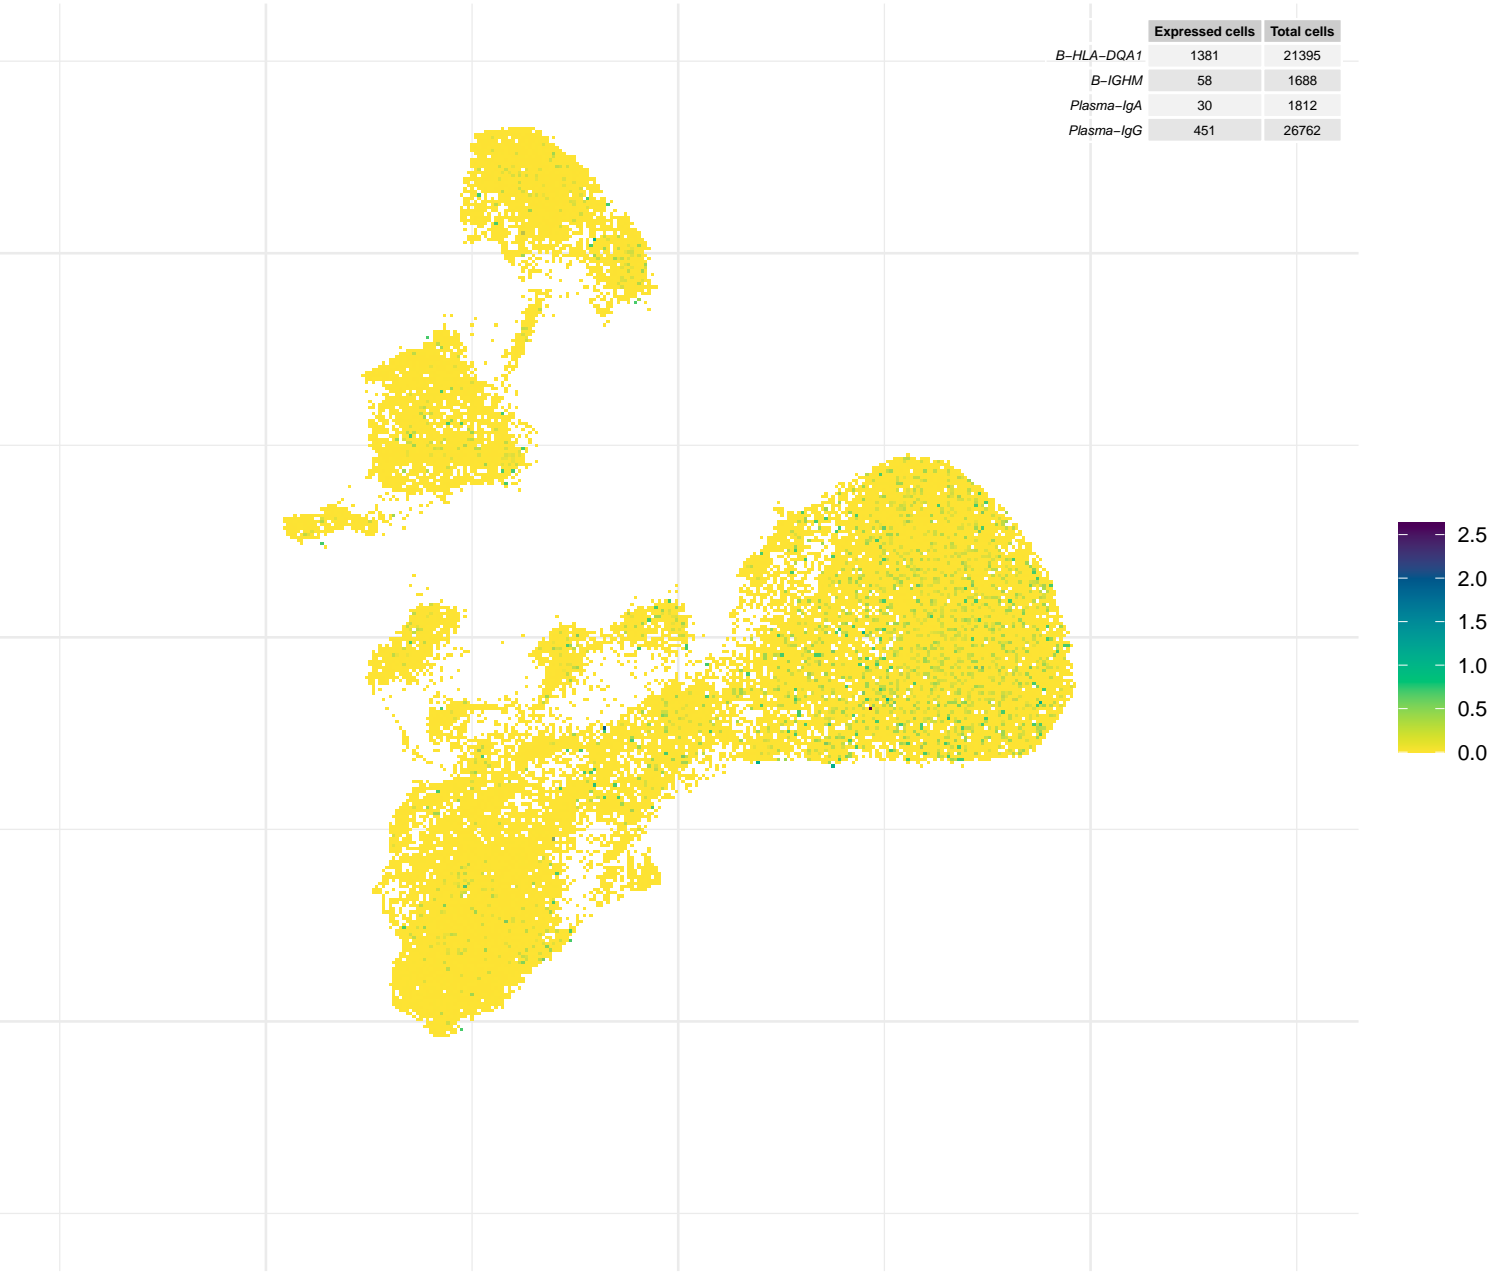 Expressed cells Total cells
B−HLA−DQA1 1381 21395
B−IGHM 58 1688
Plasma−IgA 30 1812
Plasma−IgG 451 26762
2.5
2.0
1.5
1.0
0.5
0.0